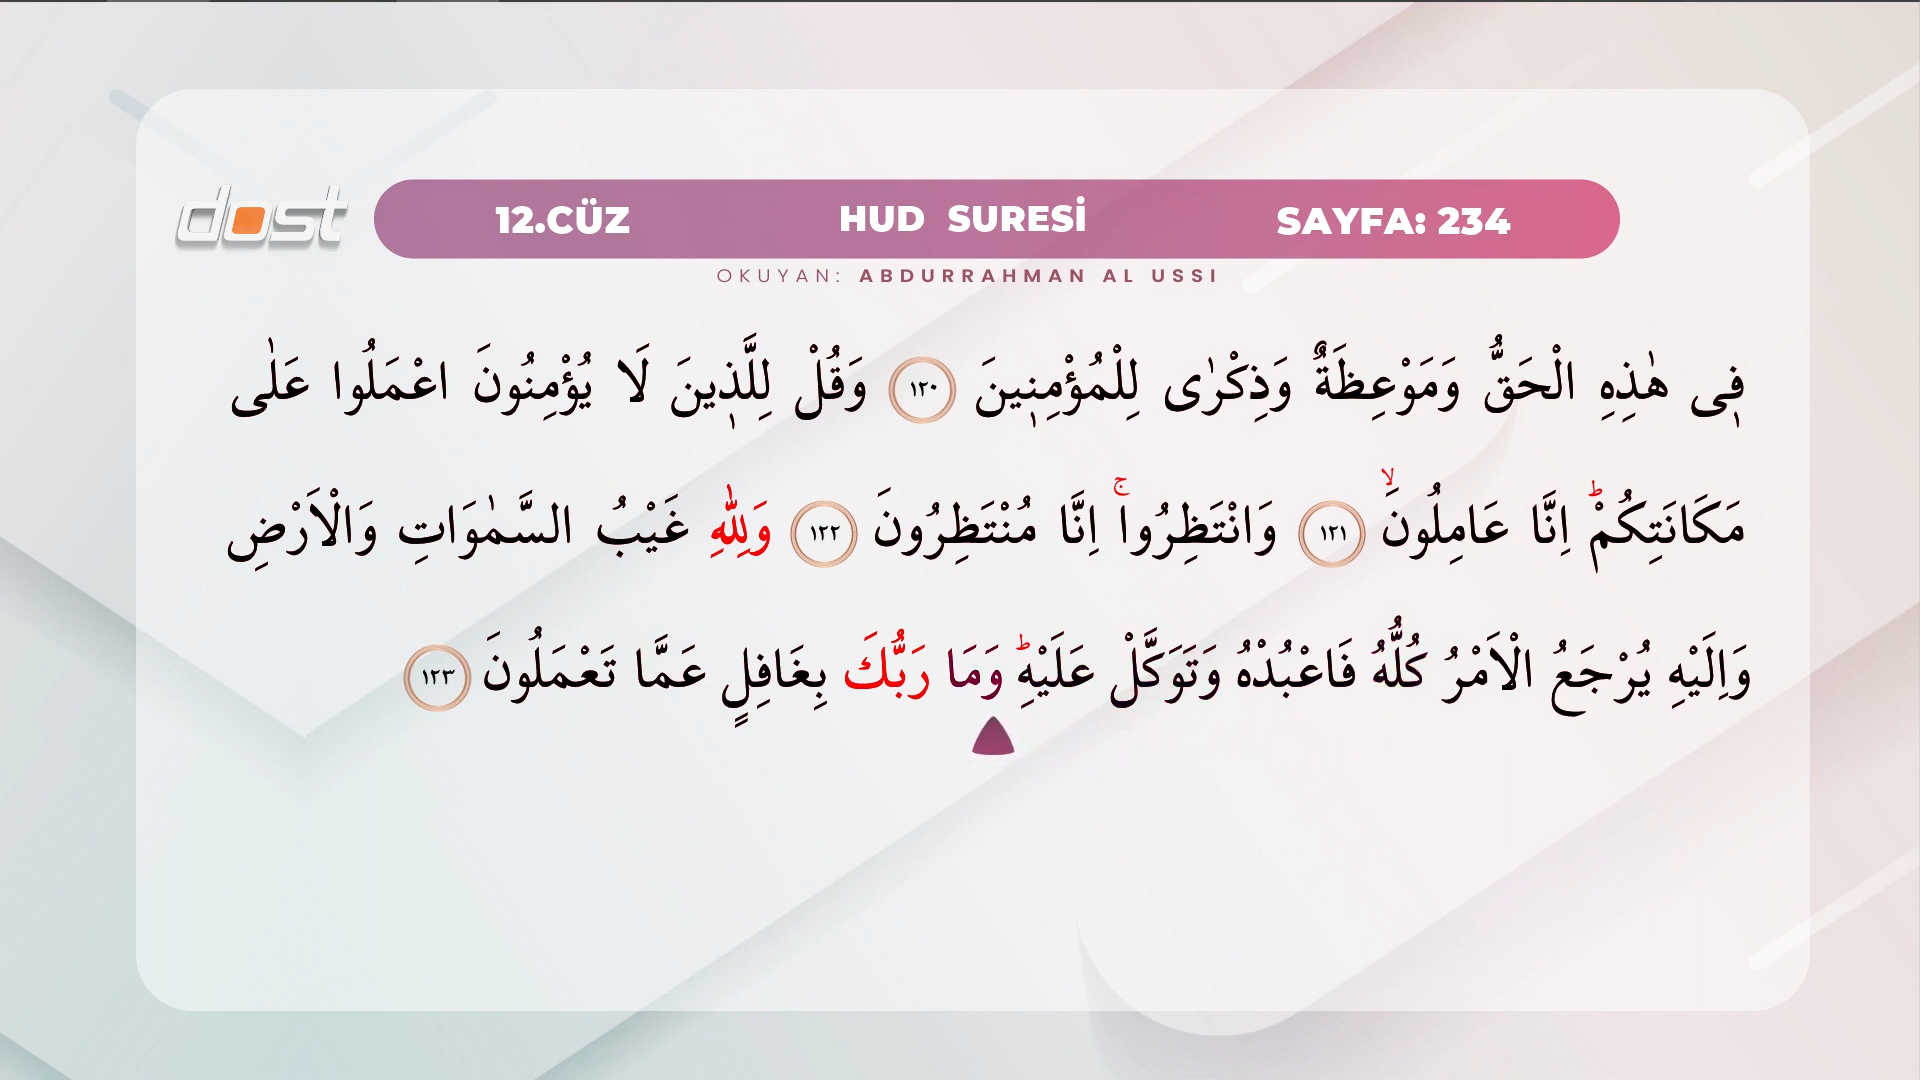 dost
12.CÜZ HUD SURESİ SAYFA: 234
OKUYAN: ABDURRAHMAN AL USSI
فٖى هٰذِهِ الْحَقُّ وَمَوْعِظَةٌ وَذِكْرٰى لِلْمُؤْمِنٖينَ ١٢٠ وَقُلْ لِلَّذٖينَ لَا يُؤْمِنُونَ اعْمَلُوا عَلٰى
مَكَانَتِكُمْؕ اِنَّا عَامِلُونَۙ ١٢١ وَانْتَظِرُواۚ اِنَّا مُنْتَظِرُونَ ١٢٢ وَلِلّٰهِ غَيْبُ السَّمٰوَاتِ وَالْاَرْضِ
وَاِلَيْهِ يُرْجَعُ الْاَمْرُ كُلُّهُ فَاعْبُدْهُ وَتَوَكَّلْ عَلَيْهِؕ وَمَا رَبُّكَ بِغَافِلٍ عَمَّا تَعْمَلُونَ ١٢٣